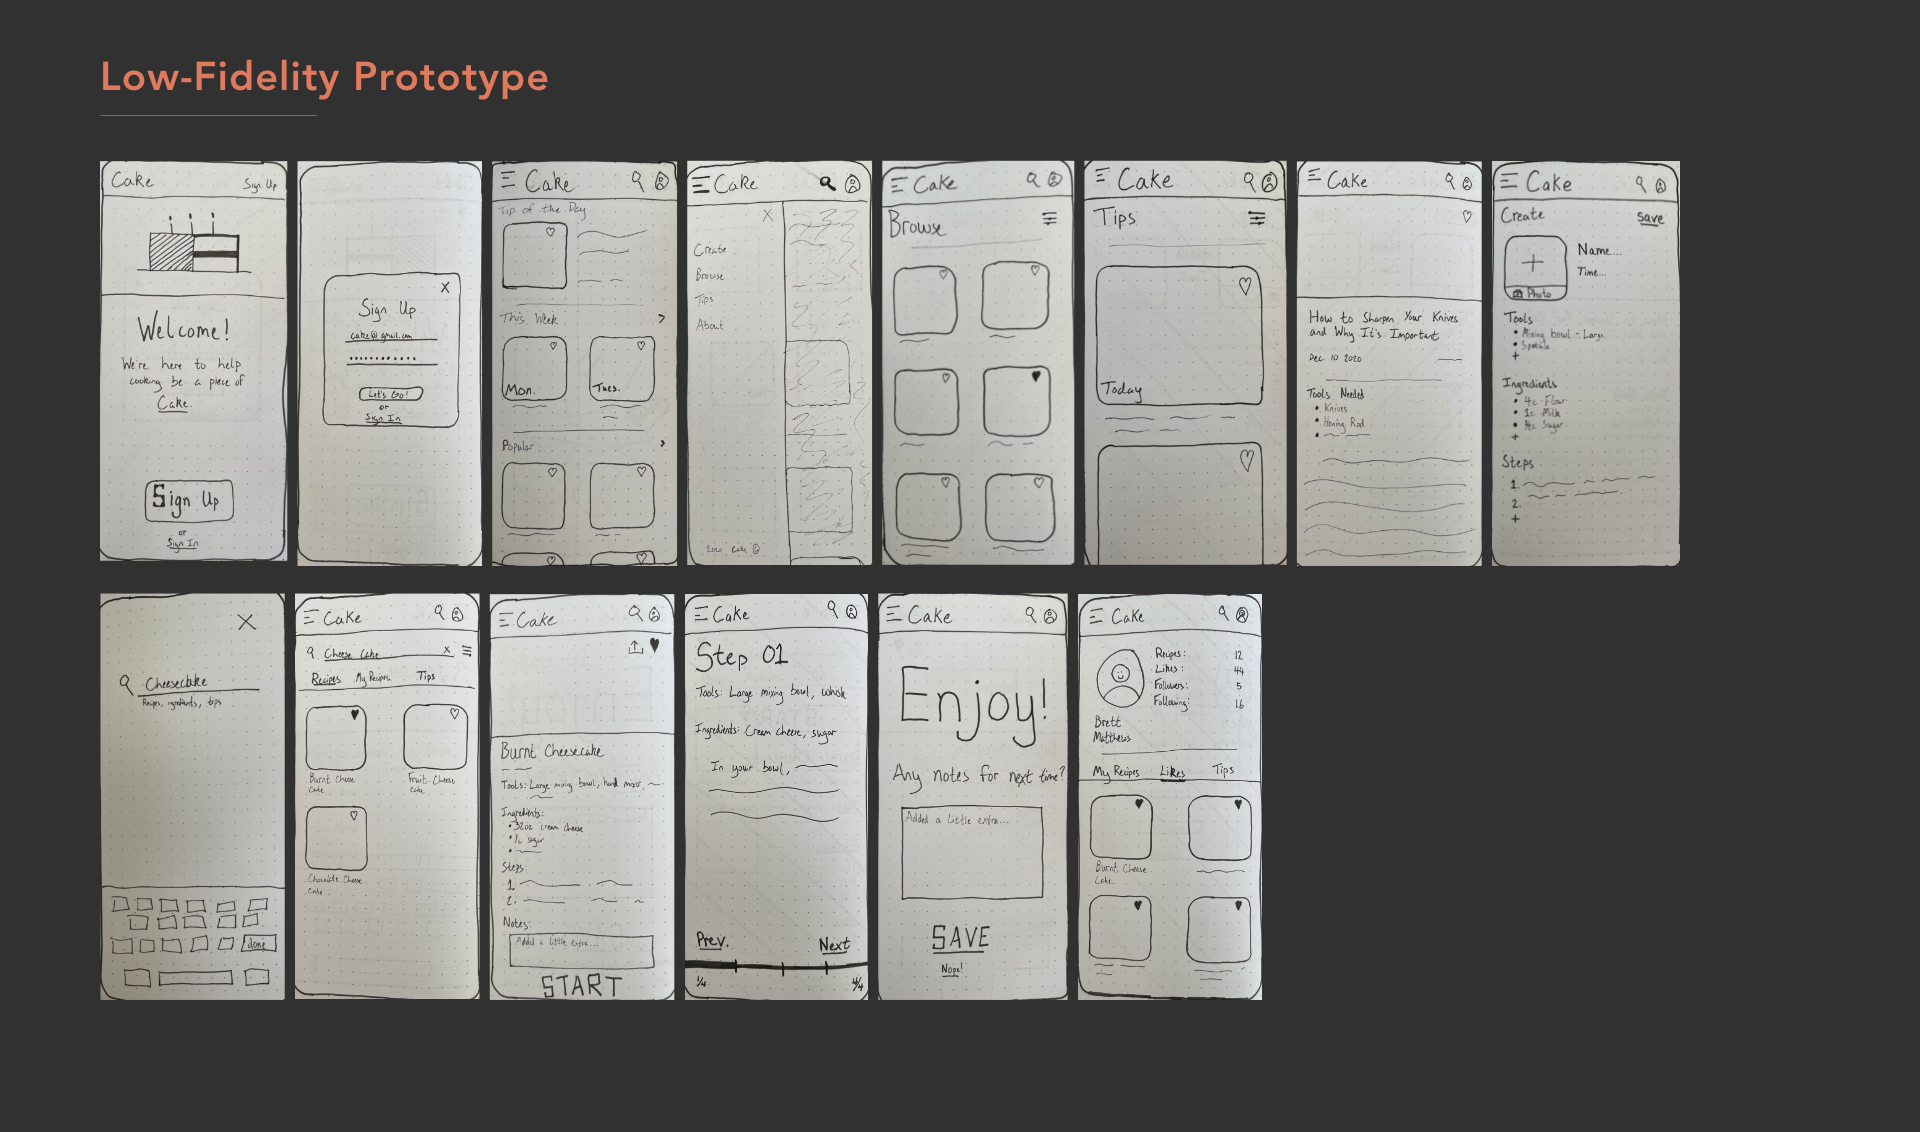 Low-Fidelity Prototype
Cake
Sign Up
Welcome!
We're here to help
cooking be a piece of
Cake.
Sign Up
or
Sign In
X
Sign Up
cake@gmail.com
Let's Go!
or
Sign In
Cake
Tip of the Day
This Week
Mon.
Tues.
Popular
Cake
X
Create
Browse
Tips
About
2020 Cake ©
Cake
Browse
Cake
Tips
Today
Cake
How to Sharpen Your Knives
and Why It's Important
Dec 10 2020
Tools Needed
• Knives
• Honing Rod
Cake
Create
Save
Name...
Time...
Photo
Tools
• Mixing bowl - Large
• Spatula
+
Ingredients
• 4c Flour
• 1c Milk
Sugar
+
Steps
1.
2.
+
X
Cheesecake
Recipes, ingredients, tips
done
Cake
Cheese Cake
X
Recipes My Recipes Tips
Burnt Cheese
Cake
Fruit Cheese
Cake
Chocolate Cheese
Cake
Cake
Burnt Cheesecake
Tools: Large mixing bowl, hand mixer,
Ingredients:
• 32oz cream cheese
• 1c sugar
Steps
1.
2.
Notes:
Added a little extra...
START
Cake
Step 01
Tools: Large mixing bowl, whisk
Ingredients: Cream cheese, sugar
In your bowl,
Prev.
Next
1/4
4/4
Cake
Enjoy!
Any notes for next time?
Added a little extra...
SAVE
Nope!
Cake
Recipes: 12
Likes: 44
Followers: 5
Following: 16
Brett
Matthews
My Recipes Likes Tips
Burnt Cheese
Cake